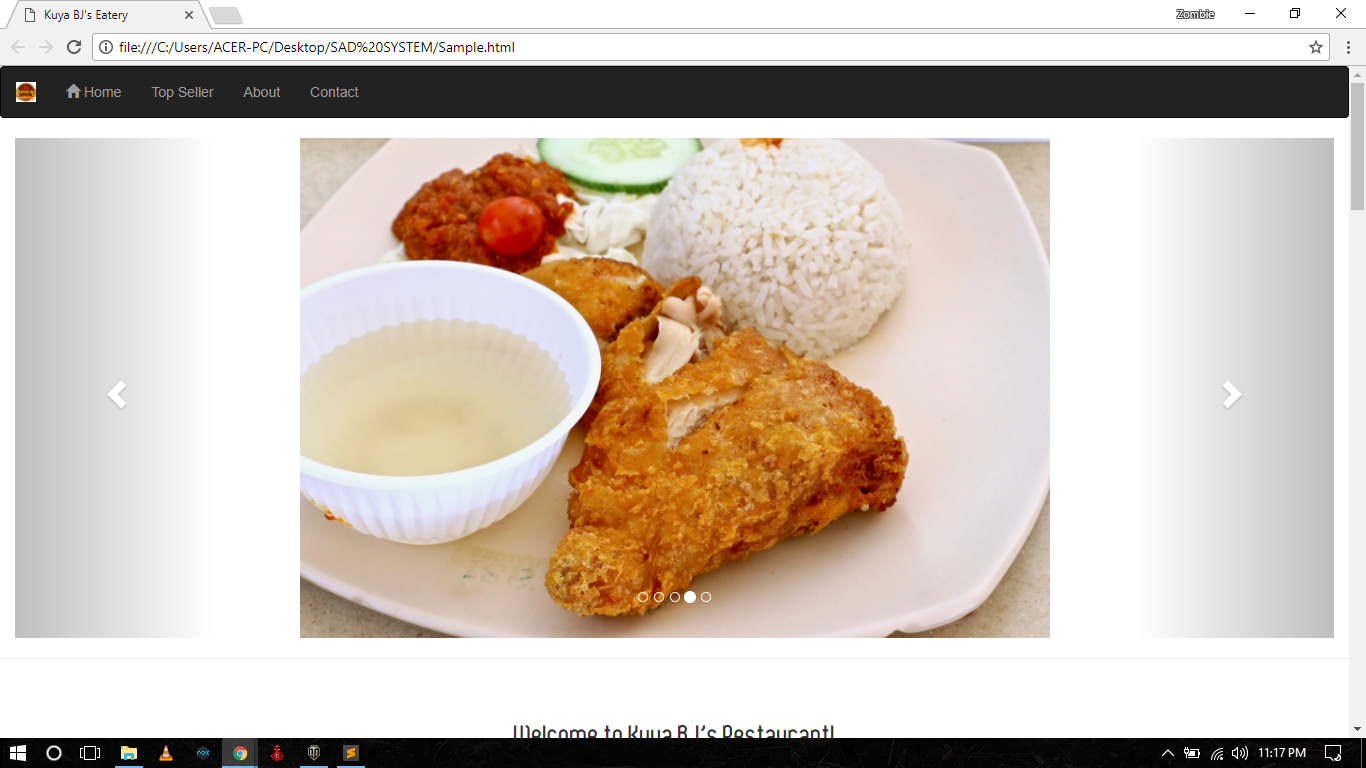 Kuya BJ's Eatery
Zombie
file:///C:/Users/ACER-PC/Desktop/SAD%20SYSTEM/Sample.html
Home Top Seller About Contact
Welcome to Kuya BJ's Restaurant!
11:17 PM